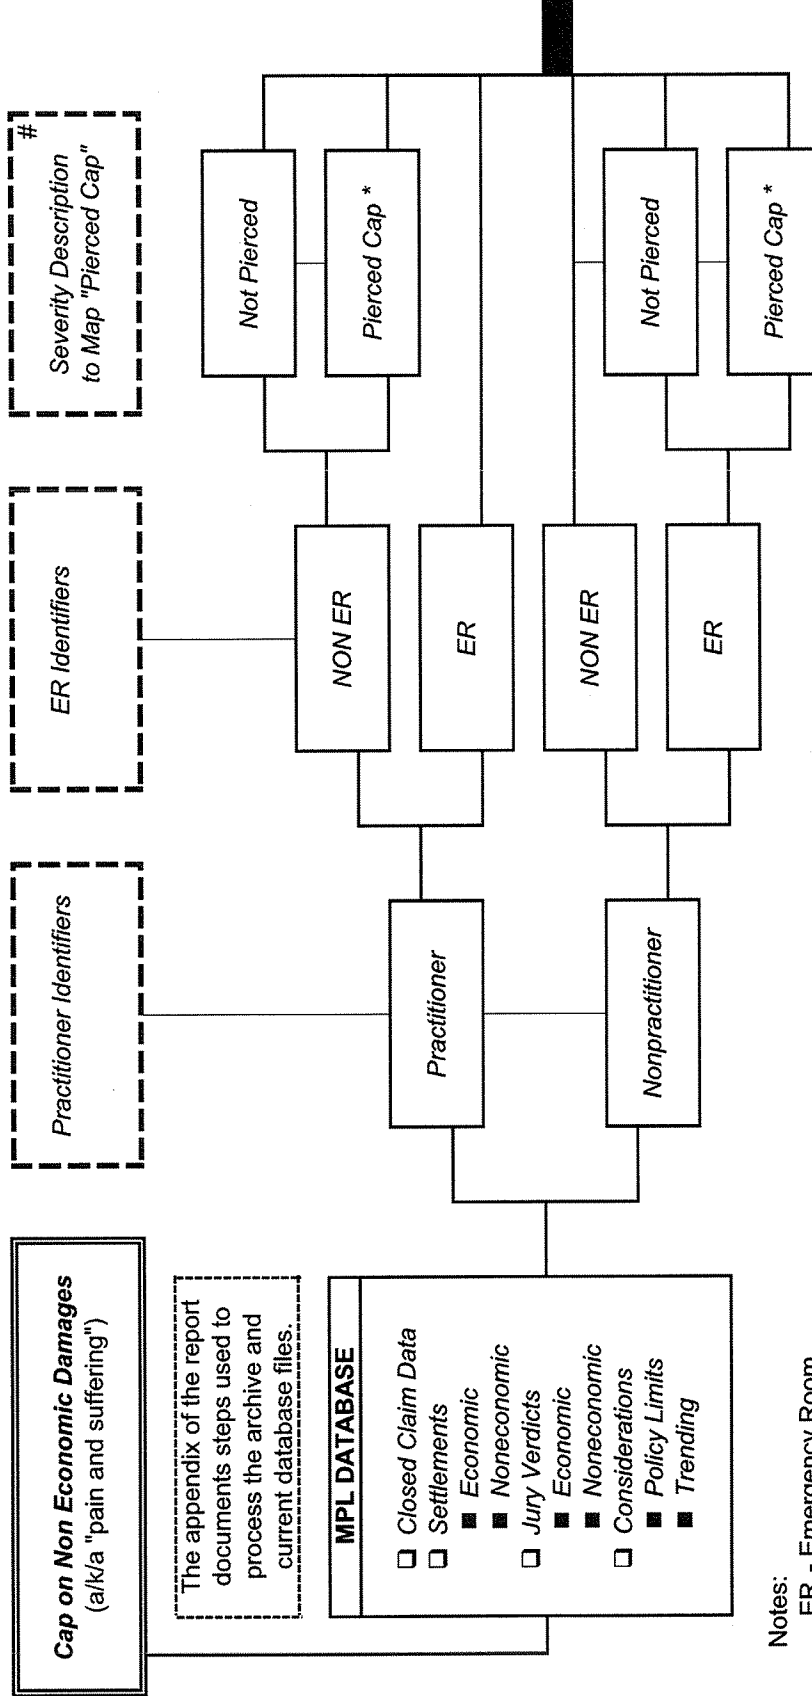 Cap on Non Economic Damages
(a/k/a "pain and suffering")
Practitioner Identifiers
ER Identifiers
#
Severity Description
to Map "Pierced Cap"
The appendix of the report
documents steps used to
process the archive and
current database files.
MPL DATABASE
❑ Closed Claim Data
❑ Settlements
■ Economic
■ Noneconomic
❑ Jury Verdicts
■ Economic
■ Noneconomic
❑ Considerations
■ Policy Limits
■ Trending
Practitioner
Nonpractitioner
NON ER
ER
NON ER
ER
Not Pierced
Pierced Cap *
Not Pierced
Pierced Cap *
Notes:
ER - Emergency Room